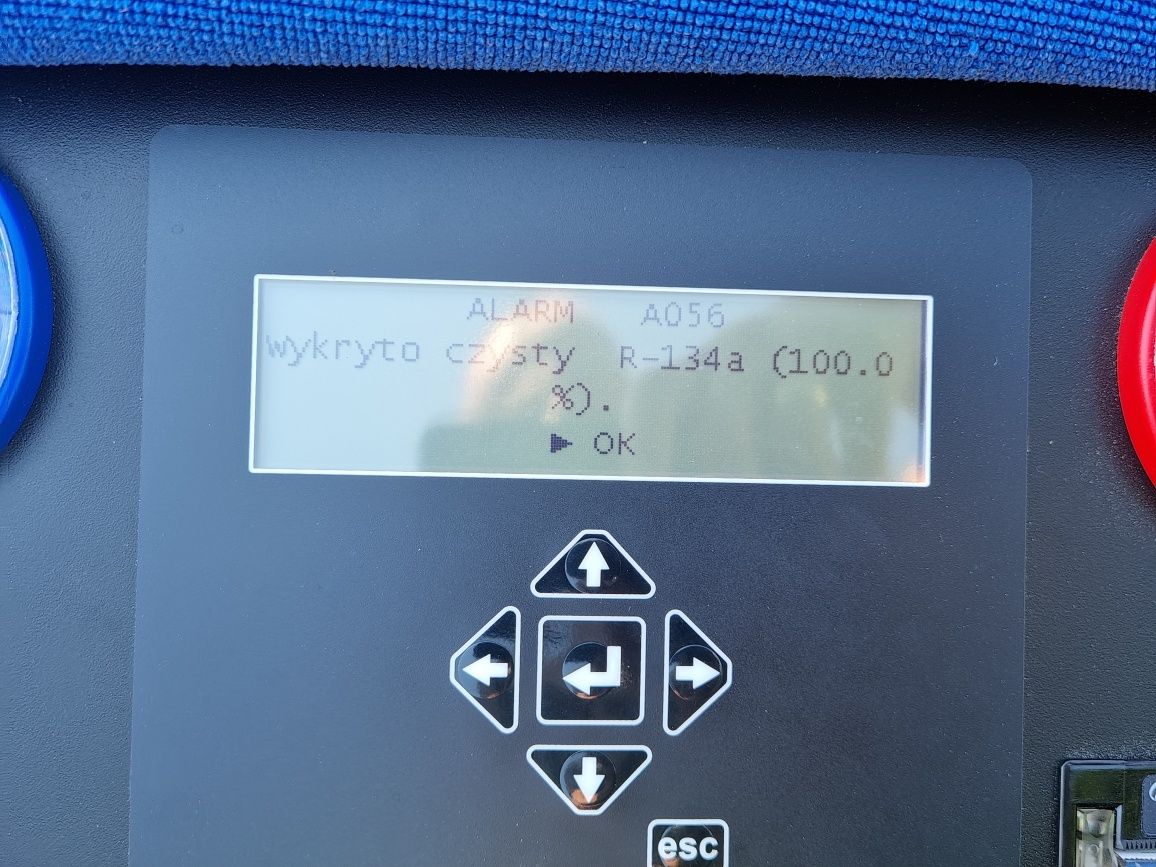 ALARM A056
wykryto czysty R-134a (100.0
%).
► OK
esc